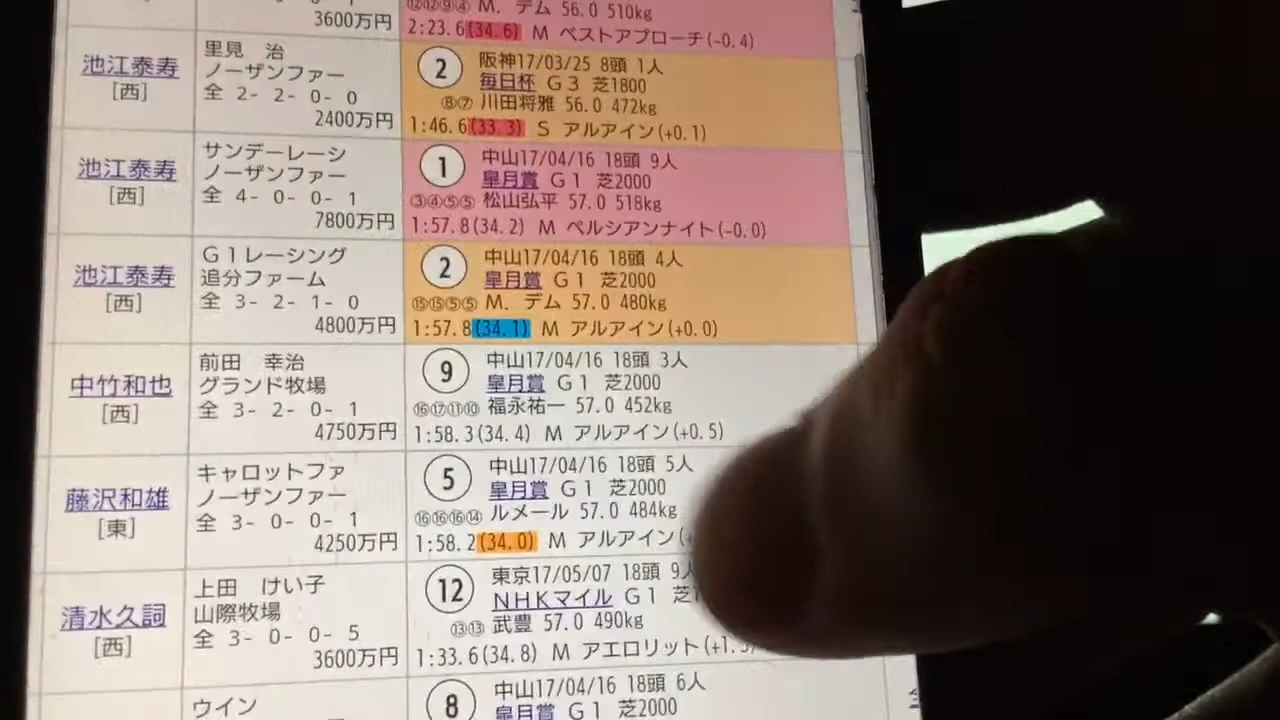 3600万円
⑫⑫⑨④ M. デム 56.0 510kg
2:23.6(34.6) M ベストアプローチ(-0.4)
池江泰寿
[西]
里見 治
ノーザンファー
全 2- 2- 0- 0
2400万円
② 阪神17/03/25 8頭 1人
毎日杯 G3 芝1800
⑧⑦ 川田将雅 56.0 472kg
1:46.6(33.3) S アルアイン(+0.1)
池江泰寿
[西]
サンデーレーシ
ノーザンファー
全 4- 0- 0- 1
7800万円
① 中山17/04/16 18頭 9人
皐月賞 G1 芝2000
③④⑤⑤ 松山弘平 57.0 518kg
1:57.8(34.2) M ペルシアンナイト(-0.0)
池江泰寿
[西]
G1レーシング
追分ファーム
全 3- 2- 1- 0
4800万円
② 中山17/04/16 18頭 4人
皐月賞 G1 芝2000
⑮⑮⑤⑤ M. デム 57.0 480kg
1:57.8(34.1) M アルアイン(+0.0)
中竹和也
[西]
前田 幸治
グランド牧場
全 3- 2- 0- 1
4750万円
⑨ 中山17/04/16 18頭 3人
皐月賞 G1 芝2000
⑯⑰⑪⑩ 福永祐一 57.0 452kg
1:58.3(34.4) M アルアイン(+0.5)
藤沢和雄
[東]
キャロットファ
ノーザンファー
全 3- 0- 0- 1
4250万円
⑤ 中山17/04/16 18頭 5人
皐月賞 G1 芝2000
⑯⑯⑯⑭ ルメール 57.0 484kg
1:58.2(34.0) M アルアイン(+
清水久詞
[西]
上田 けい子
山際牧場
全 3- 0- 0- 5
3600万円
⑫ 東京17/05/07 18頭 9人
NHKマイル G1 芝1
⑬⑬ 武豊 57.0 490kg
1:33.6(34.8) M アエロリット(+1.
ウイン
⑧ 中山17/04/16 18頭 6人
皐月賞 G1 芝2000